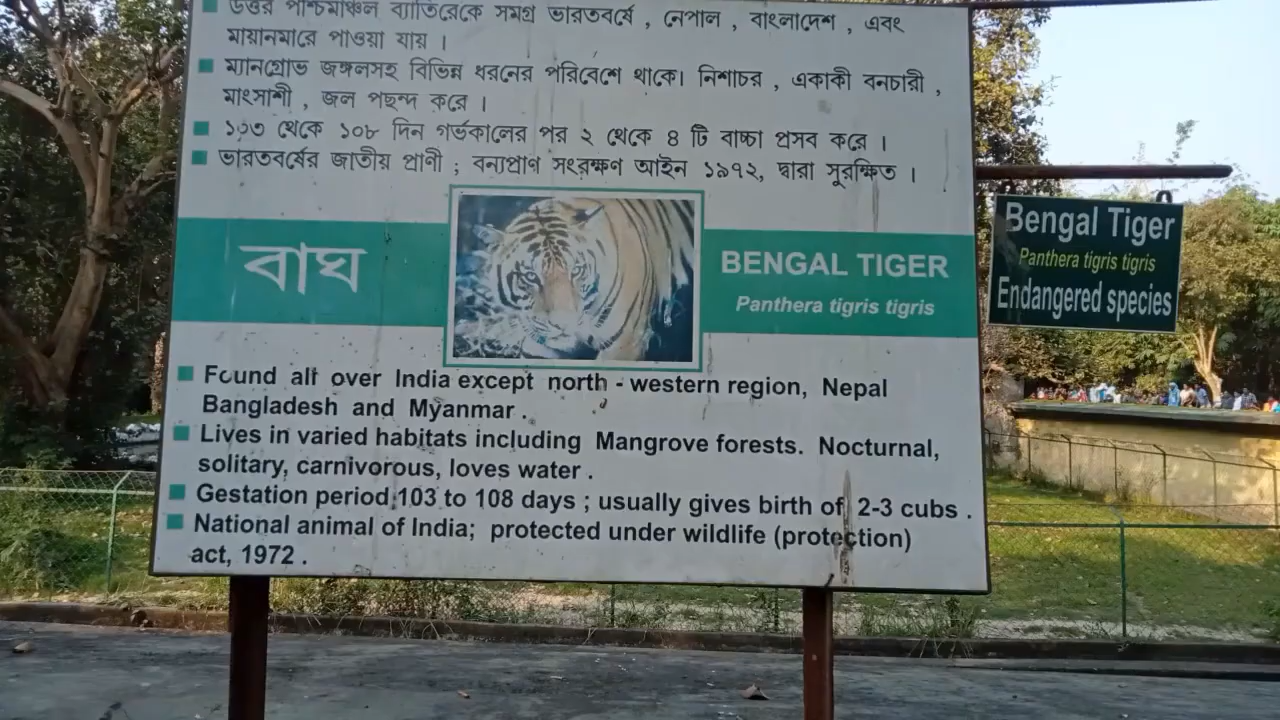 উত্তর পশ্চিমাঞ্চল ব্যতিরেকে সমগ্র ভারতবর্ষে , নেপাল , বাংলাদেশ , এবং
মায়ানমারে পাওয়া যায় ।
ম্যানগ্রোভ জঙ্গলসহ বিভিন্ন ধরনের পরিবেশে থাকে। নিশাচর , একাকী বনচারী ,
মাংসাশী , জল পছন্দ করে ।
১০৩ থেকে ১০৮ দিন গর্ভকালের পর ২ থেকে ৪ টি বাচ্চা প্রসব করে ।
ভারতবর্ষের জাতীয় প্রাণী ; বন্যপ্রাণ সংরক্ষণ আইন ১৯৭২, দ্বারা সুরক্ষিত ।
বাঘ
BENGAL TIGER
Panthera tigris tigris
Found all over India except north - western region, Nepal
Bangladesh and Myanmar .
Lives in varied habitats including Mangrove forests. Nocturnal,
solitary, carnivorous, loves water .
Gestation period 103 to 108 days ; usually gives birth of 2-3 cubs .
National animal of India; protected under wildlife (protection)
act, 1972 .
Bengal Tiger
Panthera tigris tigris
Endangered species